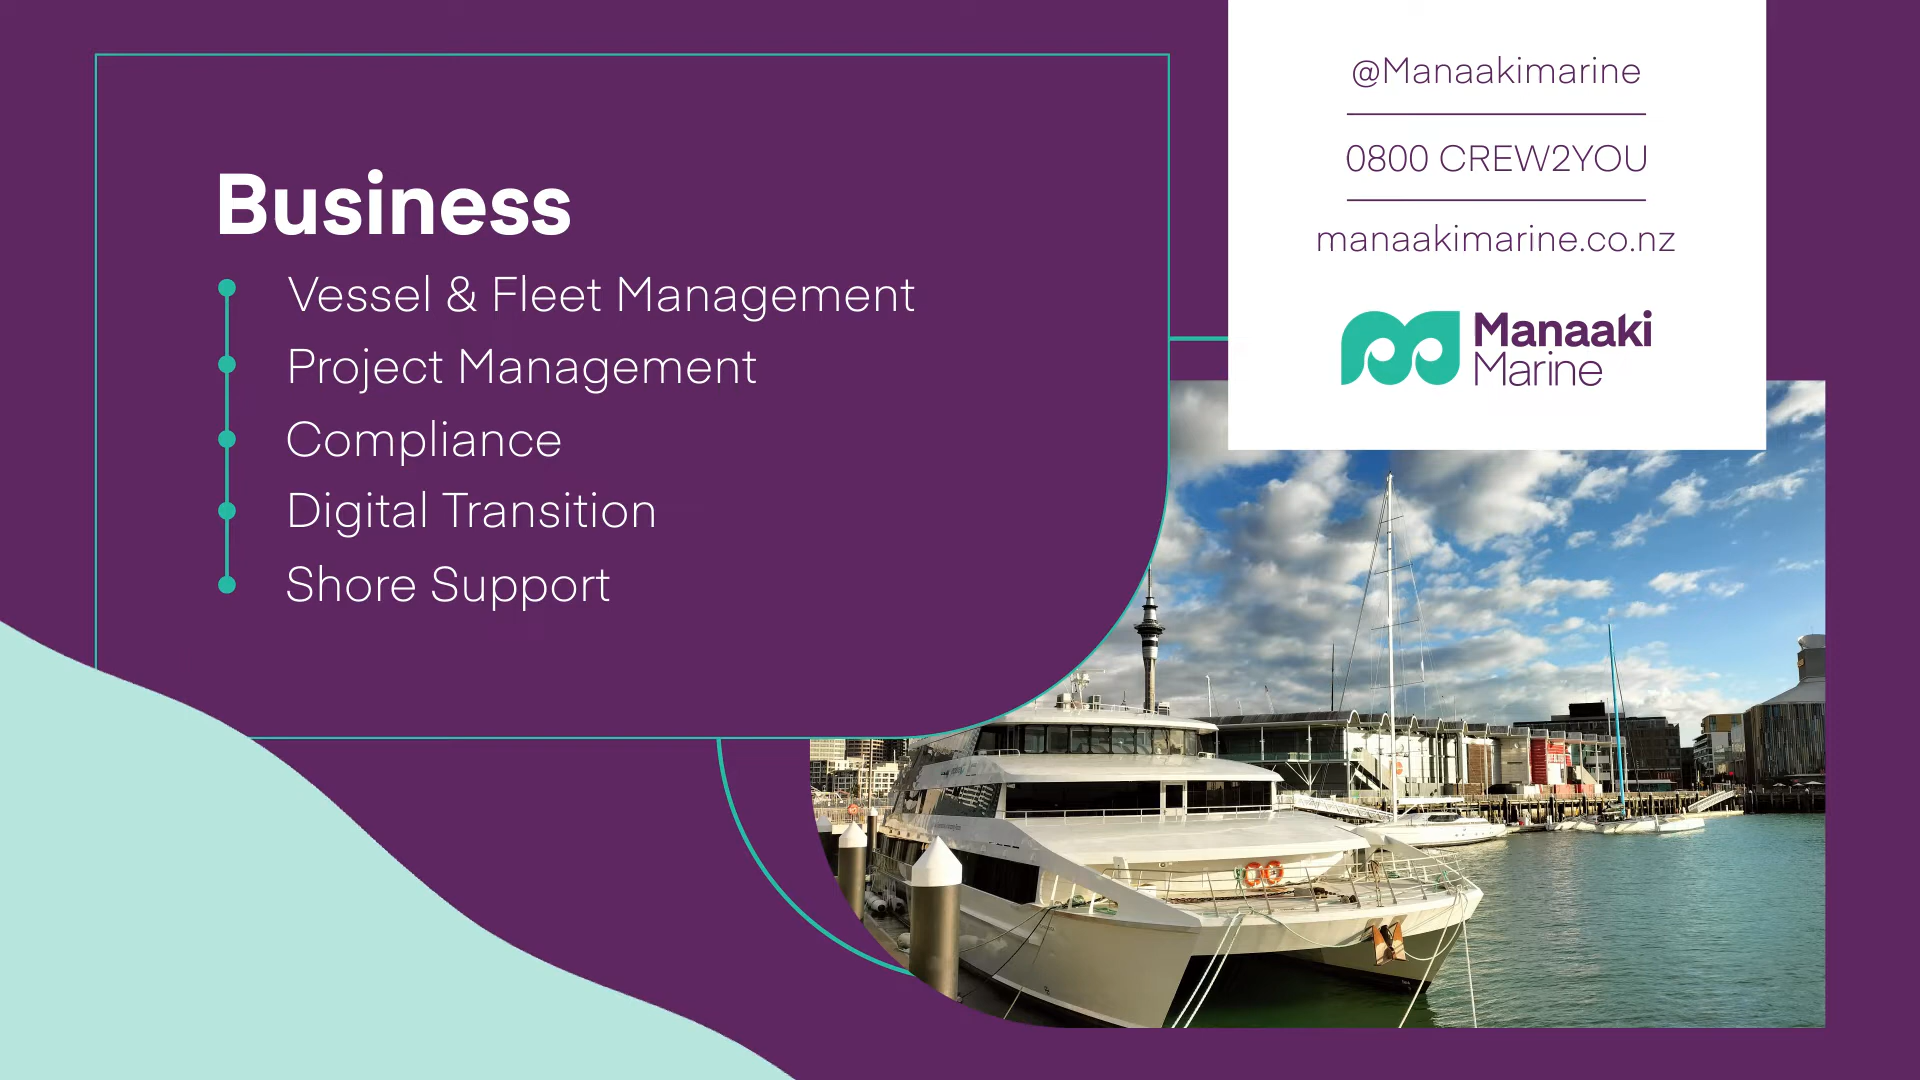 Business
Vessel & Fleet Management
Project Management
Compliance
Digital Transition
Shore Support
@Manaakimarine
0800 CREW2YOU
manaakimarine.co.nz
Manaaki
Marine